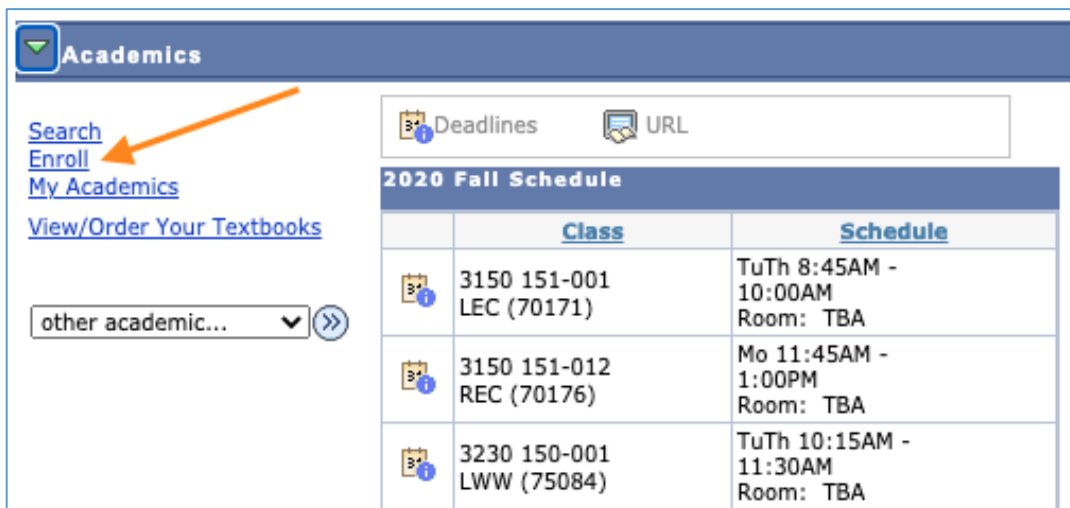 Academics
Search
Enroll
My Academics
View/Order Your Textbooks
other academic...
Deadlines URL
2020 Fall Schedule
Class Schedule
3150 151-001
LEC (70171)
TuTh 8:45AM -
10:00AM
Room: TBA
3150 151-012
REC (70176)
Mo 11:45AM -
1:00PM
Room: TBA
3230 150-001
LWW (75084)
TuTh 10:15AM -
11:30AM
Room: TBA